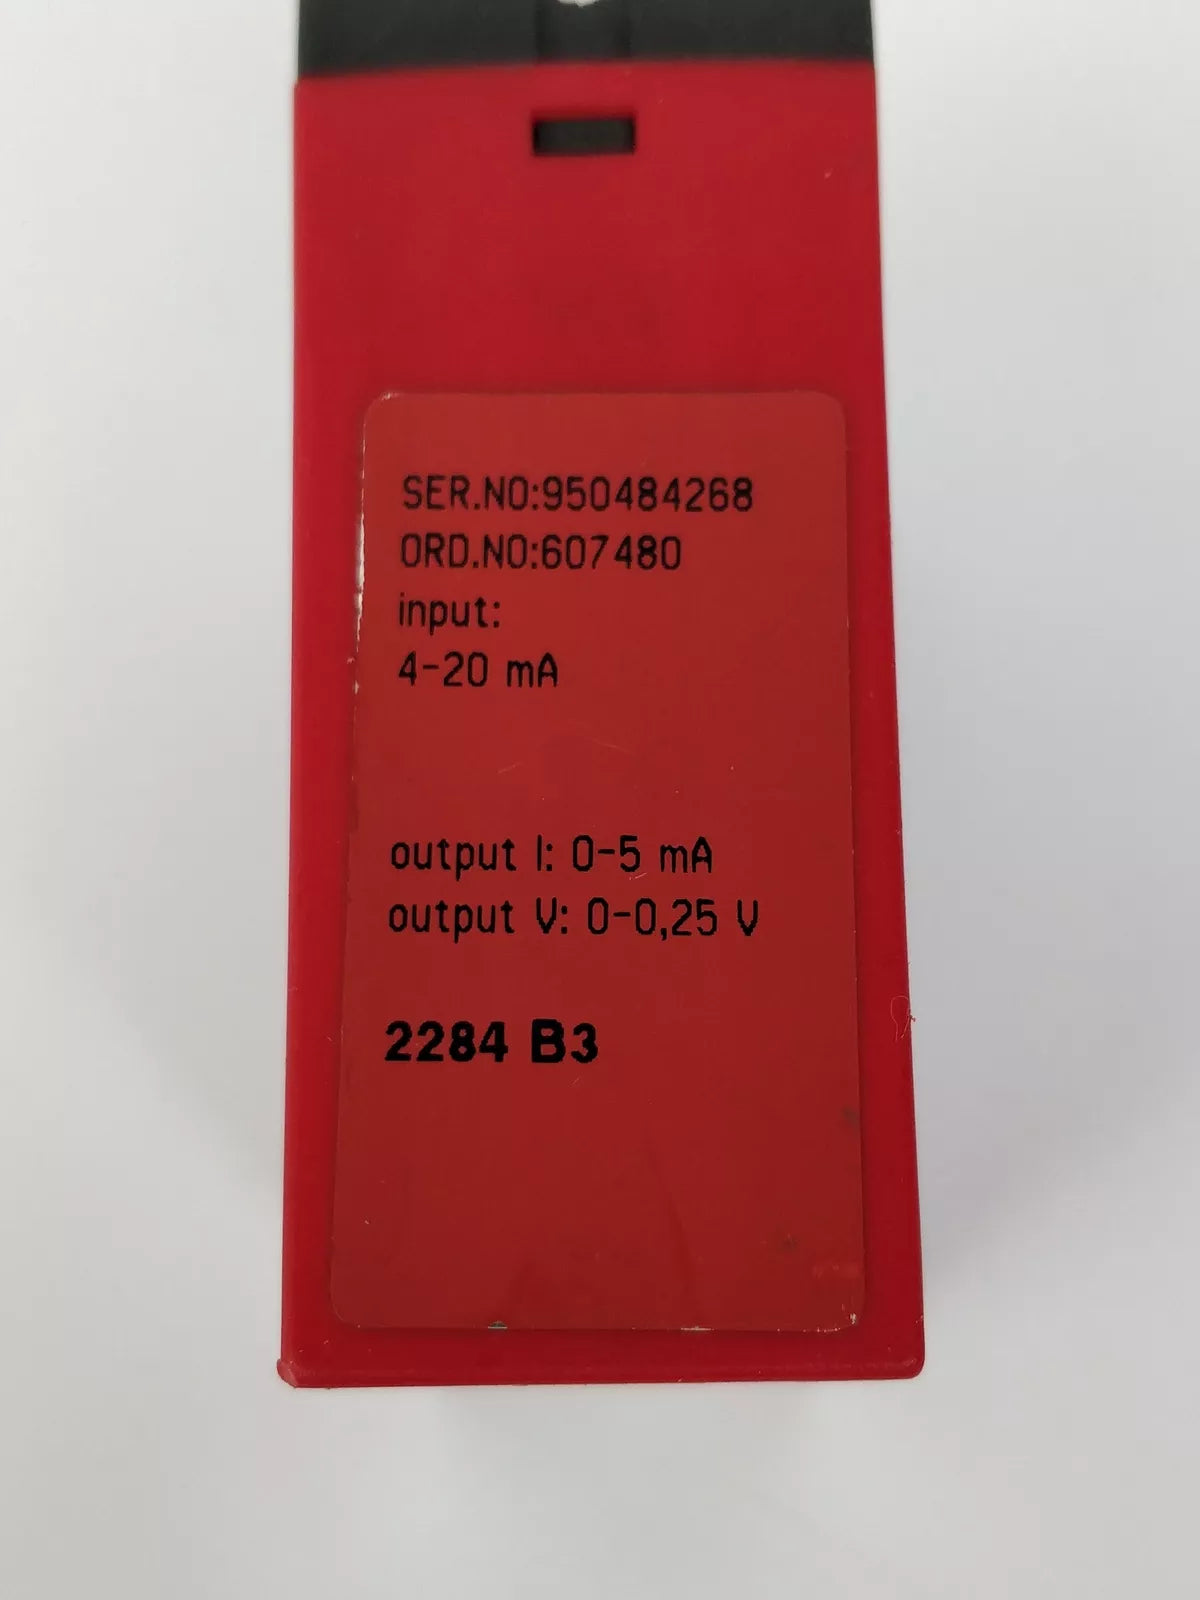 SER.NO:950484268
ORD.NO:607480
input:
4-20 mA
output I: 0-5 mA
output V: 0-0,25 V
2284 B3